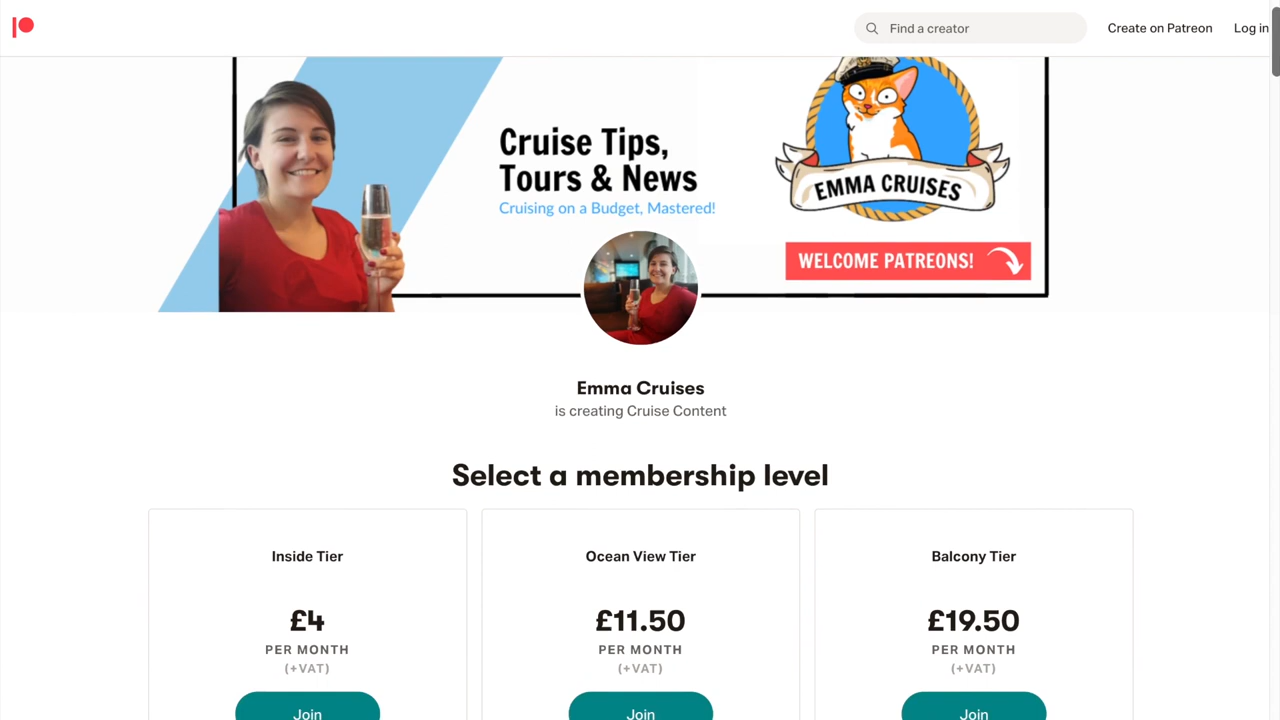 Find a creator
Create on Patreon
Log in
Cruise Tips,
Tours & News
Cruising on a Budget, Mastered!
EMMA CRUISES
WELCOME PATREONS!
Emma Cruises
is creating Cruise Content
Select a membership level
Inside Tier
£4
PER MONTH
(+VAT)
Join
Ocean View Tier
£11.50
PER MONTH
(+VAT)
Join
Balcony Tier
£19.50
PER MONTH
(+VAT)
Join